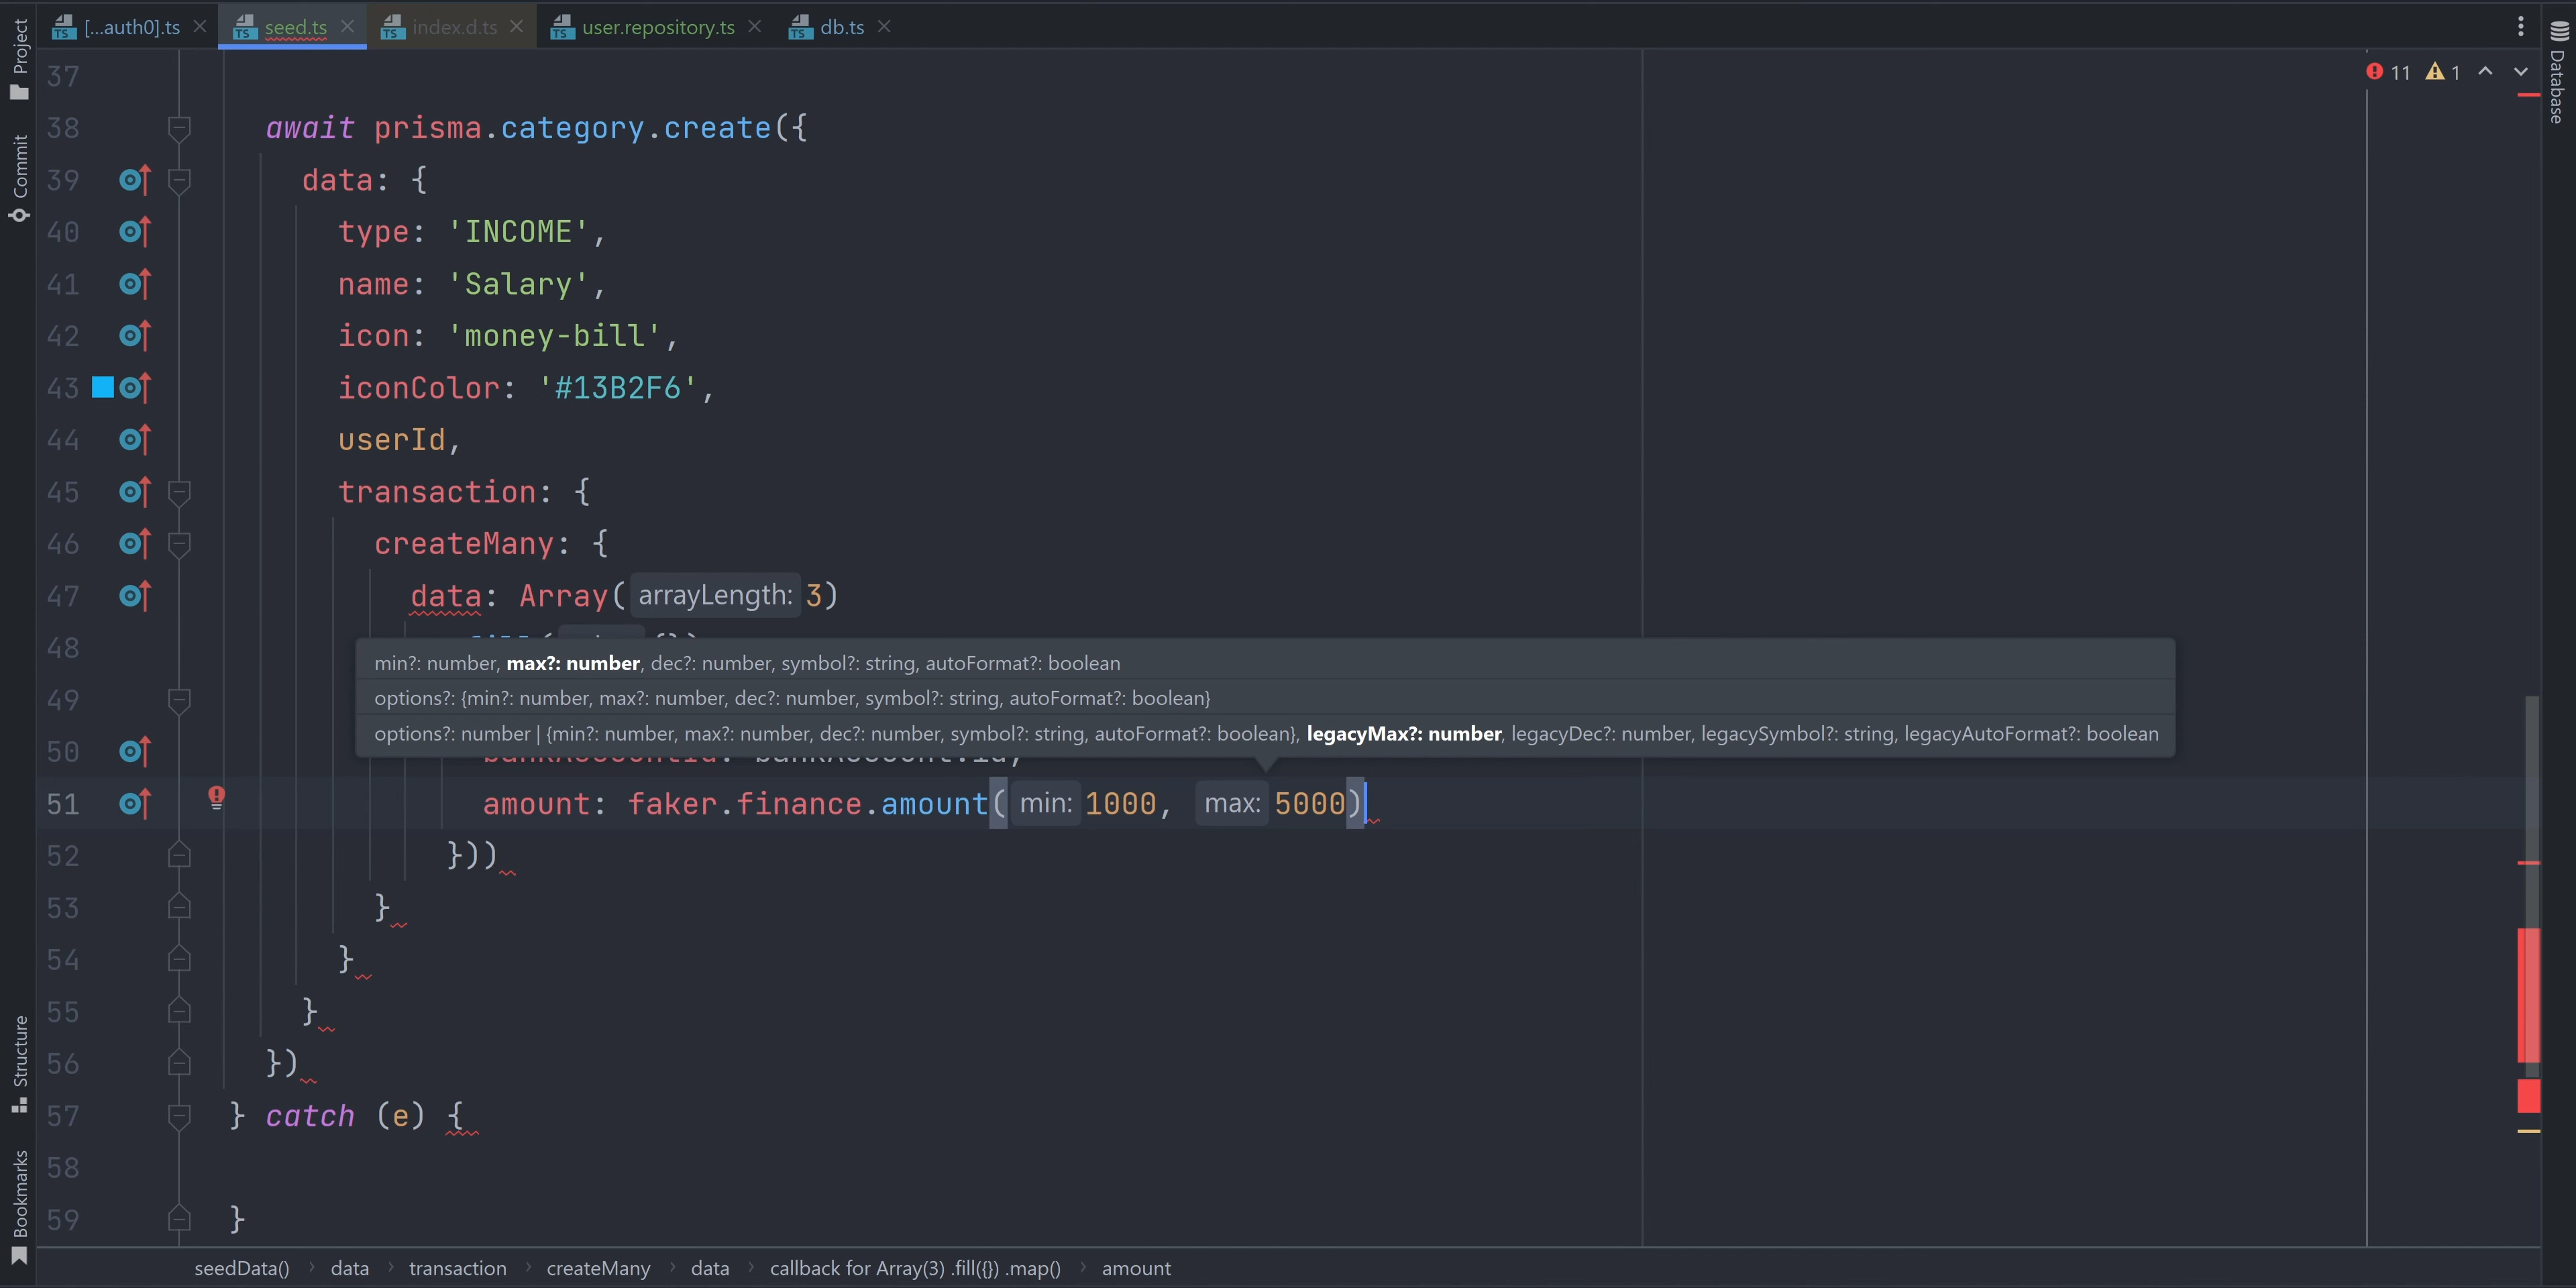 [...auth0].ts seed.ts index.d.ts user.repository.ts db.ts
Project
Commit
Structure
Bookmarks
Database
11 1
37
38 await prisma.category.create({
39 data: {
40 type: 'INCOME',
41 name: 'Salary',
42 icon: 'money-bill',
43 iconColor: '#13B2F6',
44 userId,
45 transaction: {
46 createMany: {
47 data: Array( arrayLength: 3)
48
min?: number, max?: number, dec?: number, symbol?: string, autoFormat?: boolean
49
options?: {min?: number, max?: number, dec?: number, symbol?: string, autoFormat?: boolean}
options?: number | {min?: number, max?: number, dec?: number, symbol?: string, autoFormat?: boolean}, legacyMax?: number, legacyDec?: number, legacySymbol?: string, legacyAutoFormat?: boolean
50 bankAccountId: bankAccount.id,
51 amount: faker.finance.amount( min: 1000, max: 5000)
52 }))
53 }
54 }
55 }
56 })
57 } catch (e) {
58
59 }
seedData() › data › transaction › createMany › data › callback for Array(3) .fill({}) .map() › amount